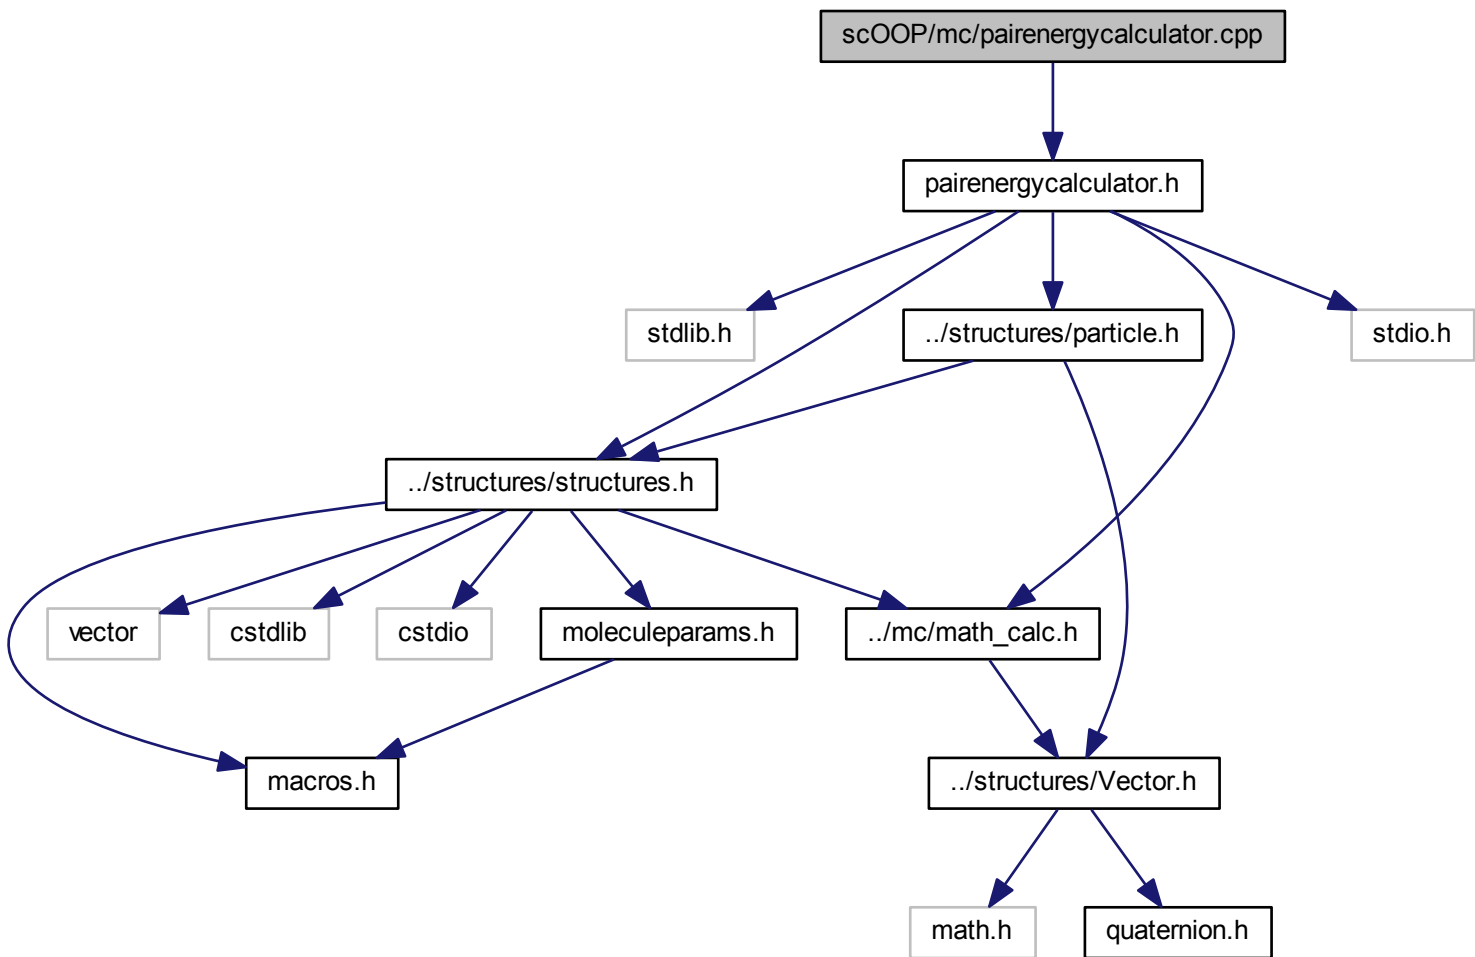 scOOP/mc/pairenergycalculator.cpp
pairenergycalculator.h
stdlib.h
../structures/particle.h
stdio.h
../structures/structures.h
vector
cstdlib
cstdio
moleculeparams.h
../mc/math_calc.h
macros.h
../structures/Vector.h
math.h
quaternion.h